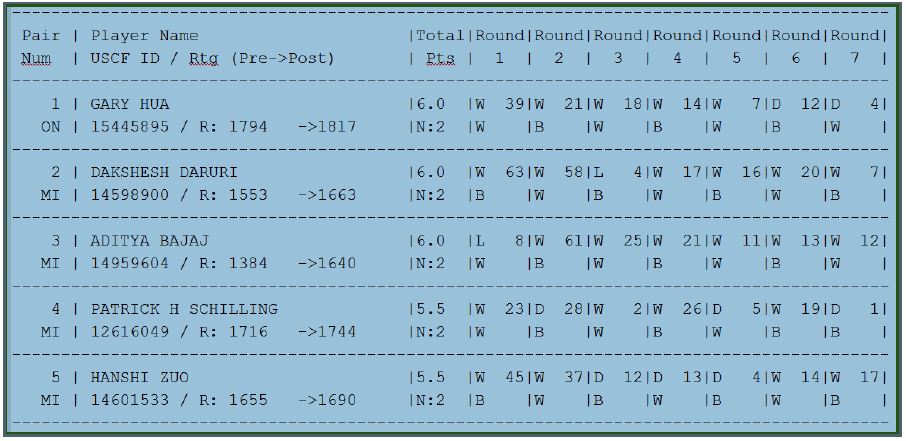 -----------------------------------------------------------------------------------------
Pair | Player Name                     |Total|Round|Round|Round|Round|Round|Round|Round|
Num  | USCF ID / Rtg (Pre->Post)       | Pts |  1  |  2  |  3  |  4  |  5  |  6  |  7  |
-----------------------------------------------------------------------------------------
   1 | GARY HUA                        |6.0  |W  39|W  21|W  18|W  14|W   7|D  12|D   4|
  ON | 15445895 / R: 1794   ->1817     |N:2  |W    |B    |W    |B    |W    |B    |W    |
-----------------------------------------------------------------------------------------
   2 | DAKSHESH DARURI                 |6.0  |W  63|W  58|L   4|W  17|W  16|W  20|W   7|
  MI | 14598900 / R: 1553   ->1663     |N:2  |B    |W    |B    |W    |B    |W    |B    |
-----------------------------------------------------------------------------------------
   3 | ADITYA BAJAJ                    |6.0  |L   8|W  61|W  25|W  21|W  11|W  13|W  12|
  MI | 14959604 / R: 1384   ->1640     |N:2  |W    |B    |W    |B    |W    |B    |W    |
-----------------------------------------------------------------------------------------
   4 | PATRICK H SCHILLING             |5.5  |W  23|D  28|W   2|W  26|D   5|W  19|D   1|
  MI | 12616049 / R: 1716   ->1744     |N:2  |W    |B    |W    |B    |W    |B    |B    |
-----------------------------------------------------------------------------------------
   5 | HANSHI ZUO                      |5.5  |W  45|W  37|D  12|D  13|D   4|W  14|W  17|
  MI | 14601533 / R: 1655   ->1690     |N:2  |B    |W    |B    |W    |B    |W    |B    |
-----------------------------------------------------------------------------------------